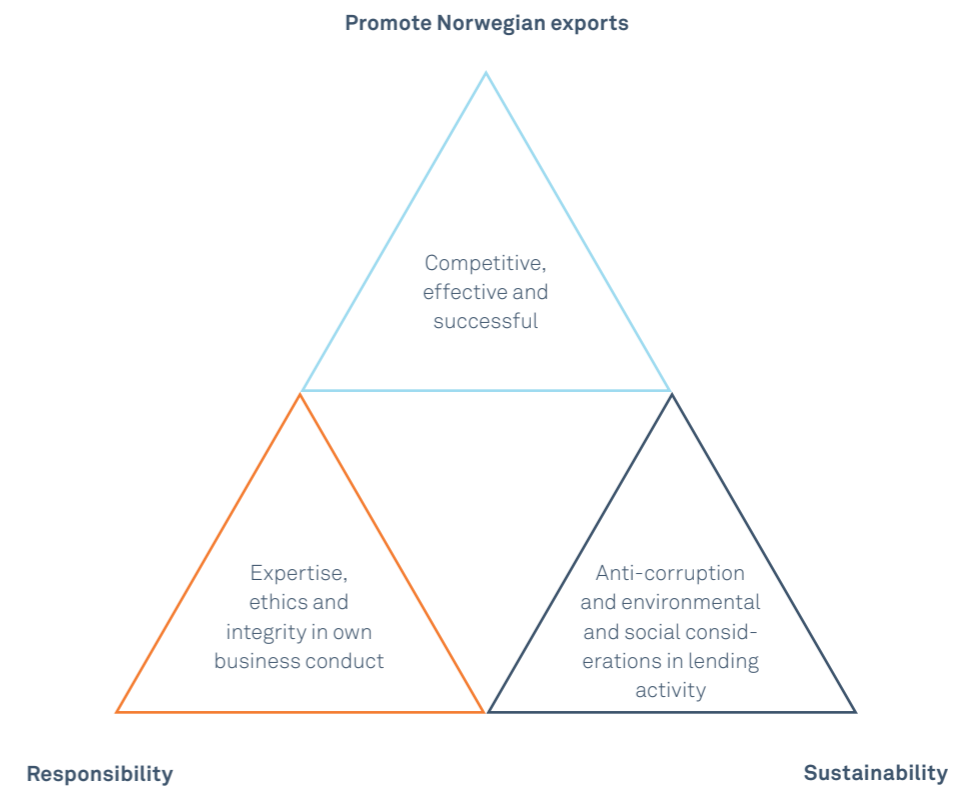 Promote Norwegian exports
Competitive,
effective and
successful
Expertise,
ethics and
integrity in own
business conduct
Anti-corruption
and environmental
and social consid-
erations in lending
activity
Responsibility
Sustainability